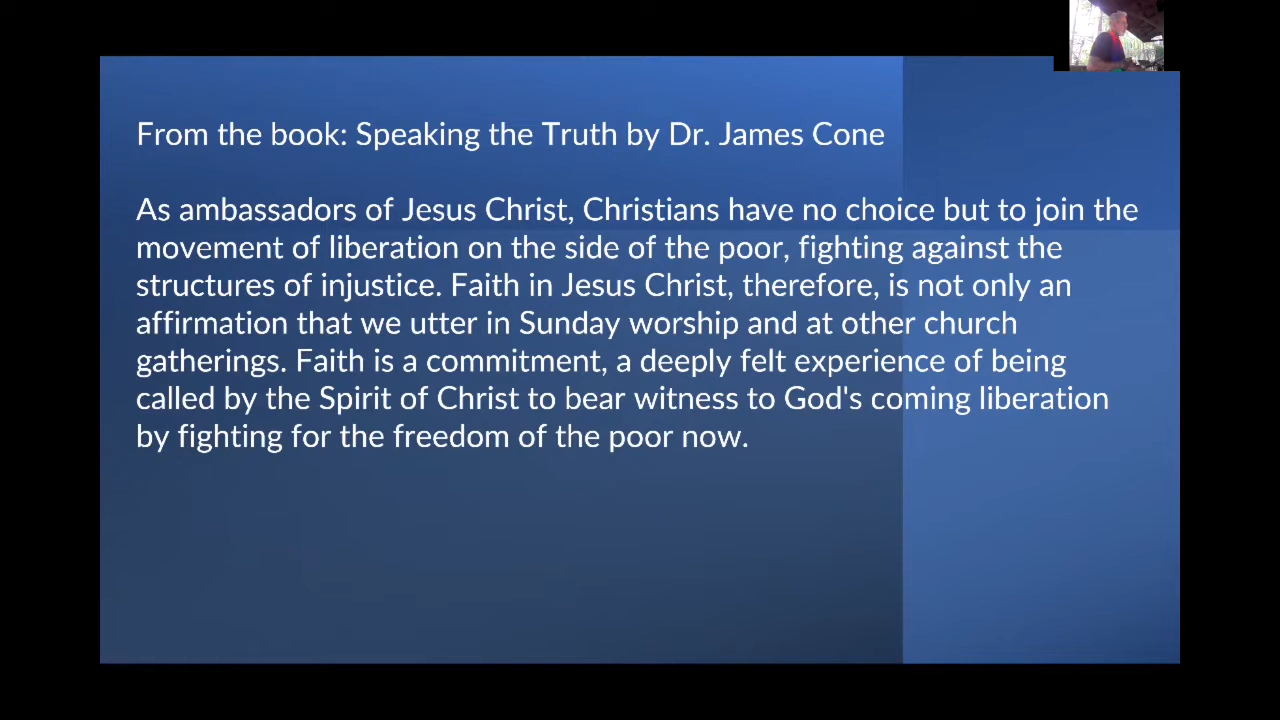 From the book: Speaking the Truth by Dr. James Cone
As ambassadors of Jesus Christ, Christians have no choice but to join the
movement of liberation on the side of the poor, fighting against the
structures of injustice. Faith in Jesus Christ, therefore, is not only an
affirmation that we utter in Sunday worship and at other church
gatherings. Faith is a commitment, a deeply felt experience of being
called by the Spirit of Christ to bear witness to God's coming liberation
by fighting for the freedom of the poor now.